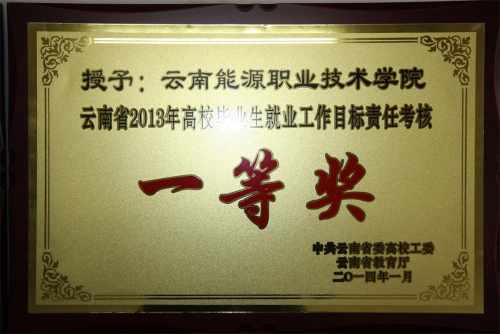 授予：云南能源职业技术学院
云南省2013年高校毕业生就业工作目标责任考核
一等奖
中共云南省委高校工委
云南省教育厅
二〇一四年一月